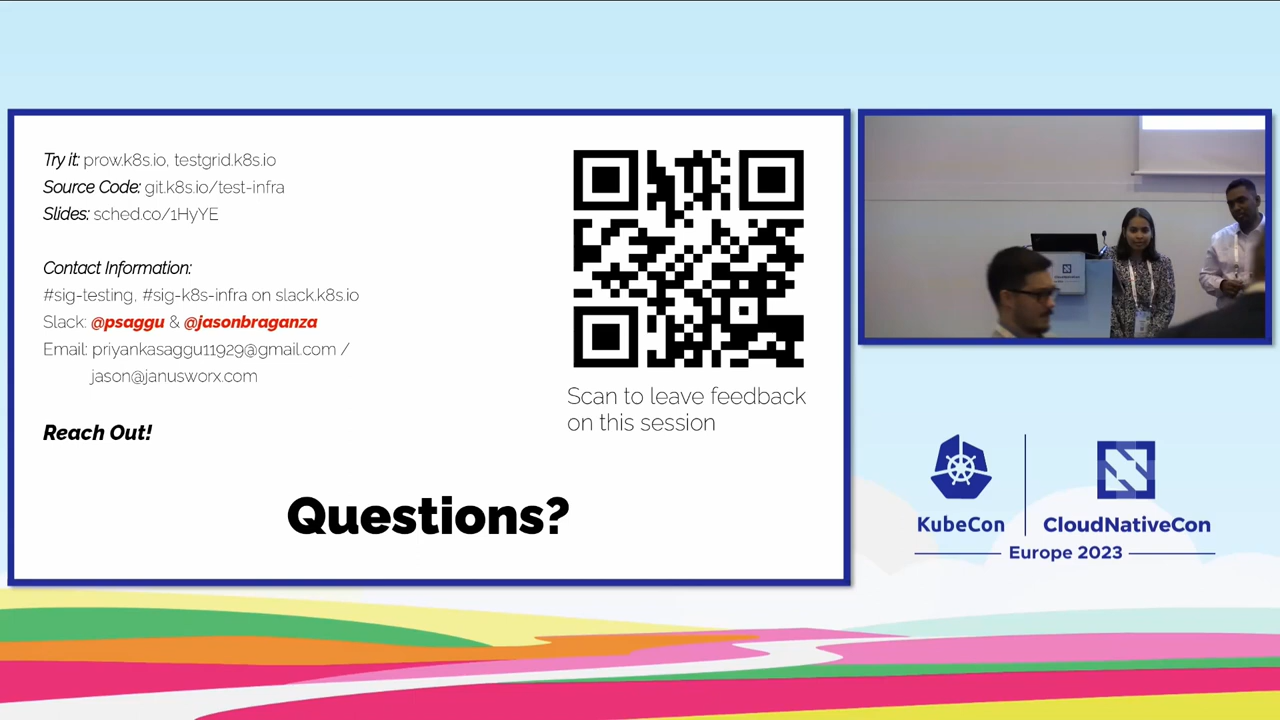 Try it: prow.k8s.io, testgrid.k8s.io
Source Code: git.k8s.io/test-infra
Slides: sched.co/1HyYE
Contact Information:
#sig-testing, #sig-k8s-infra on slack.k8s.io
Slack: @psaggu & @jasonbraganza
Email: priyankasaggu11929@gmail.com /
jason@janusworx.com
Reach Out!
Scan to leave feedback
on this session
Questions?
KubeCon
CloudNativeCon
Europe 2023